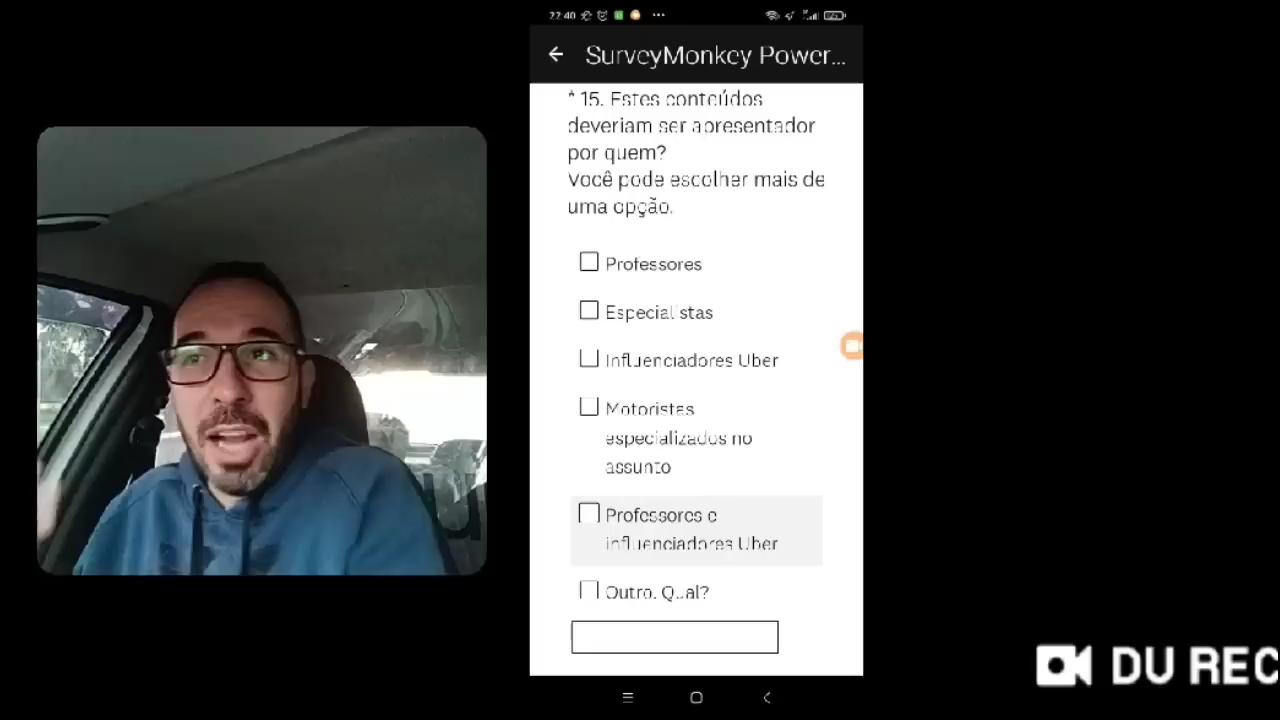 22:40
SurveyMonkey Power...
* 15. Estes conteúdos
deveriam ser apresentador
por quem?
Você pode escolher mais de
uma opção.
Professores
Especialistas
Influenciadores Uber
Motoristas
especializados no
assunto
Professores e
influenciadores Uber
Outro. Qual?
DU REC